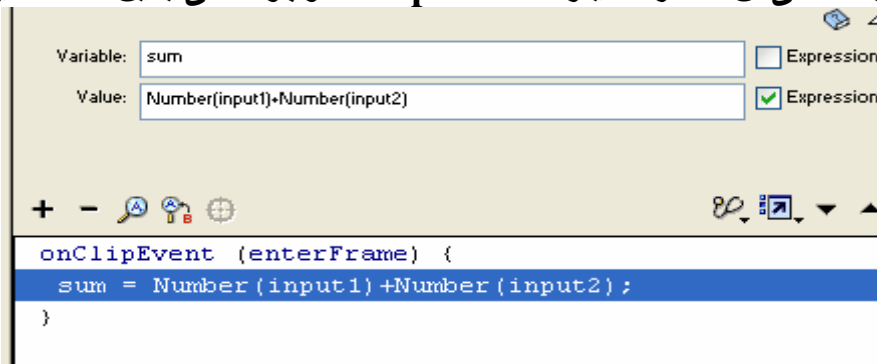 Variable: sum Expression
Value: Number(input1)+Number(input2) Expression
onClipEvent (enterFrame) {
sum = Number(input1)+Number(input2);
}